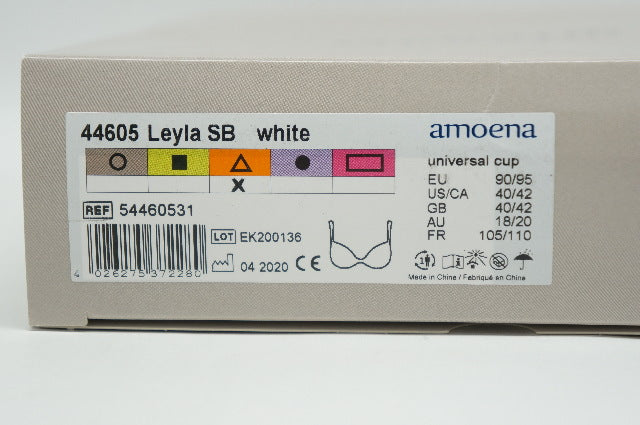 44605 Leyla SB white
amoena
X
REF 54460531
LOT EK200136
04 2020 CE
4 026275 372280
universal cup
EU 90/95
US/CA 40/42
GB 40/42
AU 18/20
FR 105/110
Made in China / Fabriqué en Chine